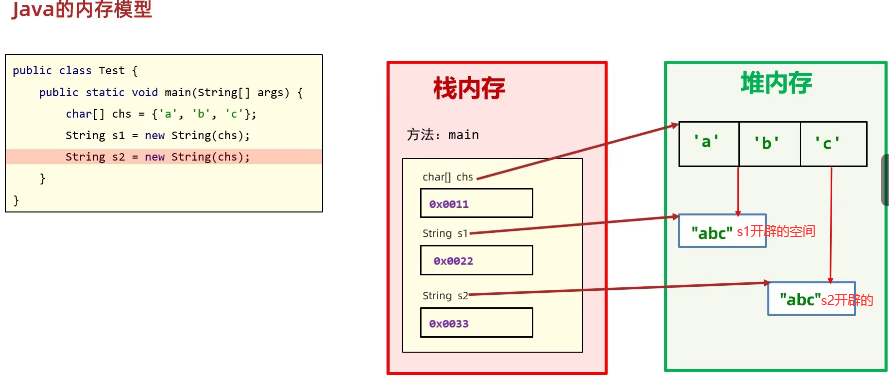 Java的内存模型
public class Test {
public static void main(String[] args) {
char[] chs = {'a', 'b', 'c'};
String s1 = new String(chs);
String s2 = new String(chs);
}
}
栈内存
方法: main
char[] chs
0x0011
String s1
0x0022
String s2
0x0033
堆内存
'a' 'b' 'c'
"abc" s1开辟的空间
"abc" s2开辟的